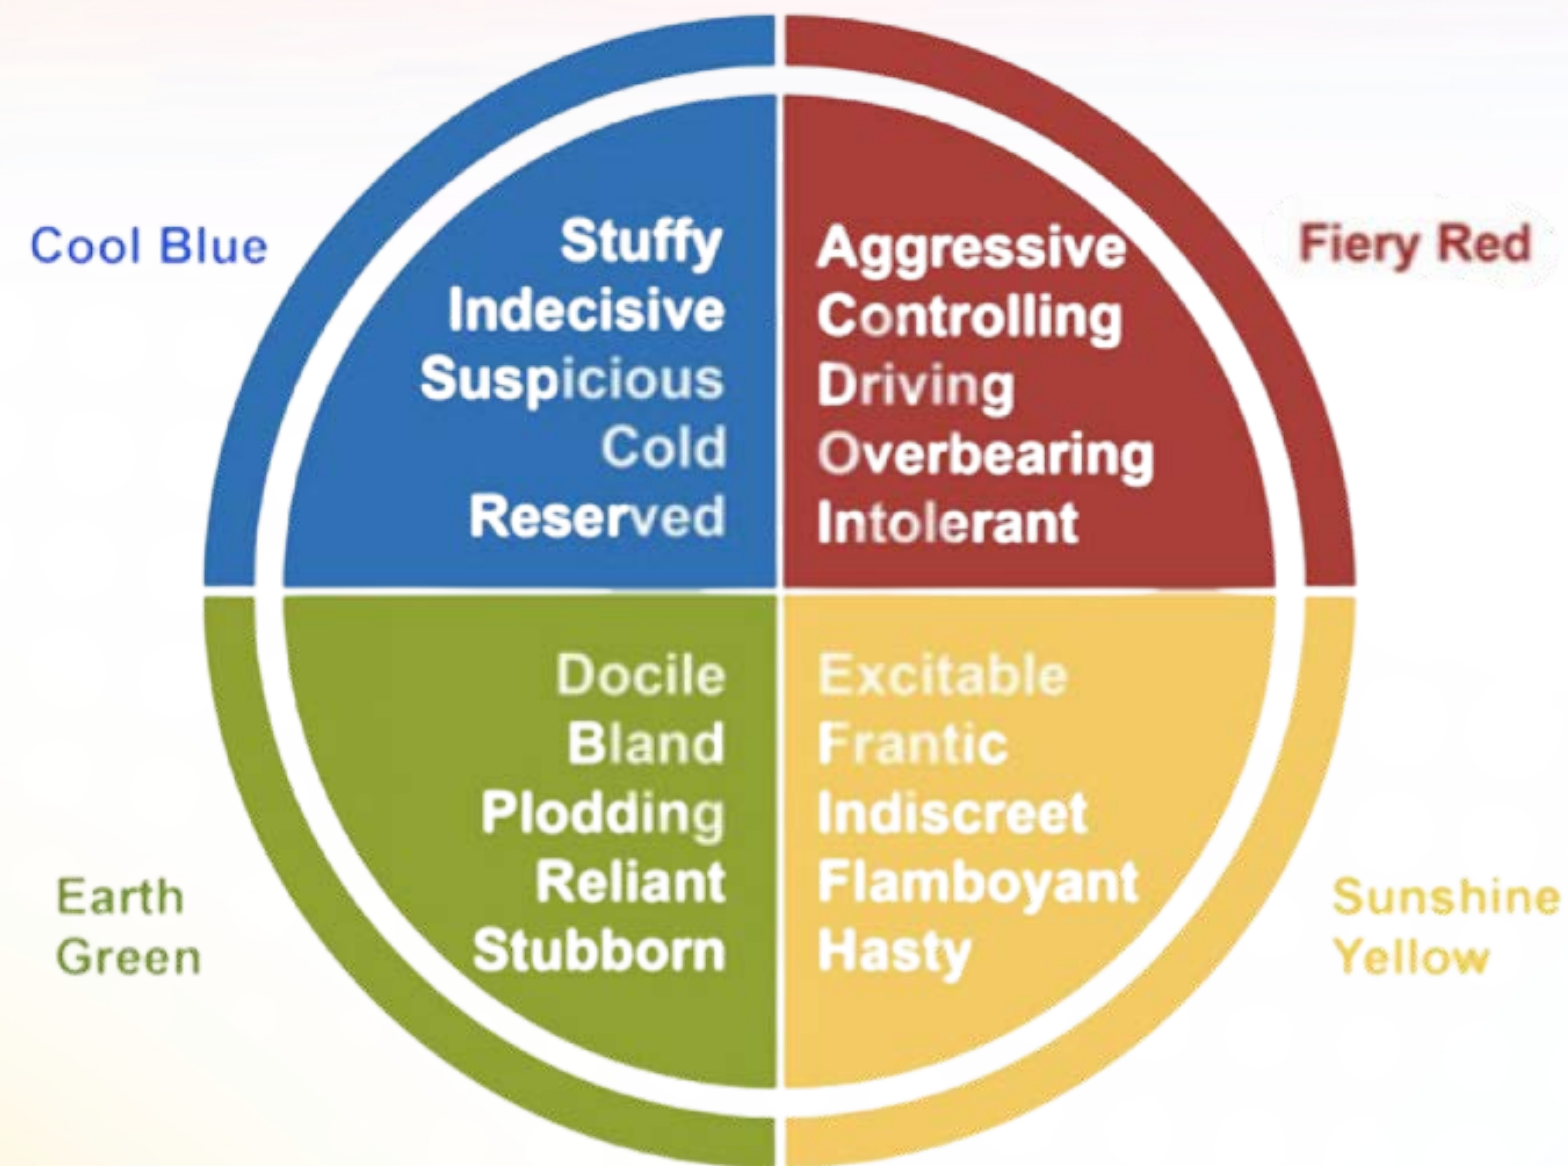 Cool Blue
Stuffy
Indecisive
Suspicious
Cold
Reserved
Aggressive
Controlling
Driving
Overbearing
Intolerant
Fiery Red
Earth
Green
Docile
Bland
Plodding
Reliant
Stubborn
Excitable
Frantic
Indiscreet
Flamboyant
Hasty
Sunshine
Yellow